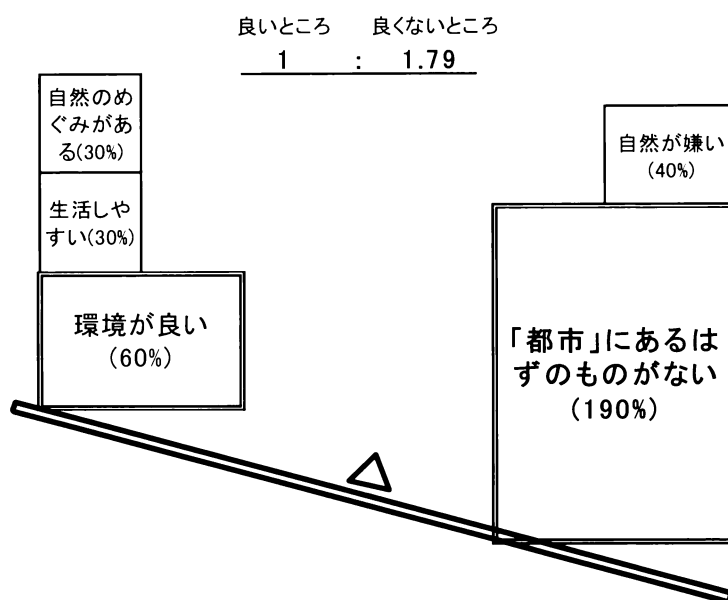 良いところ 良くないところ
1 : 1.79
自然のめ
ぐみがあ
る(30%)
生活しや
すい(30%)
環境が良い
(60%)
自然が嫌い
(40%)
「都市」にあるは
ずのものがない
(190%)